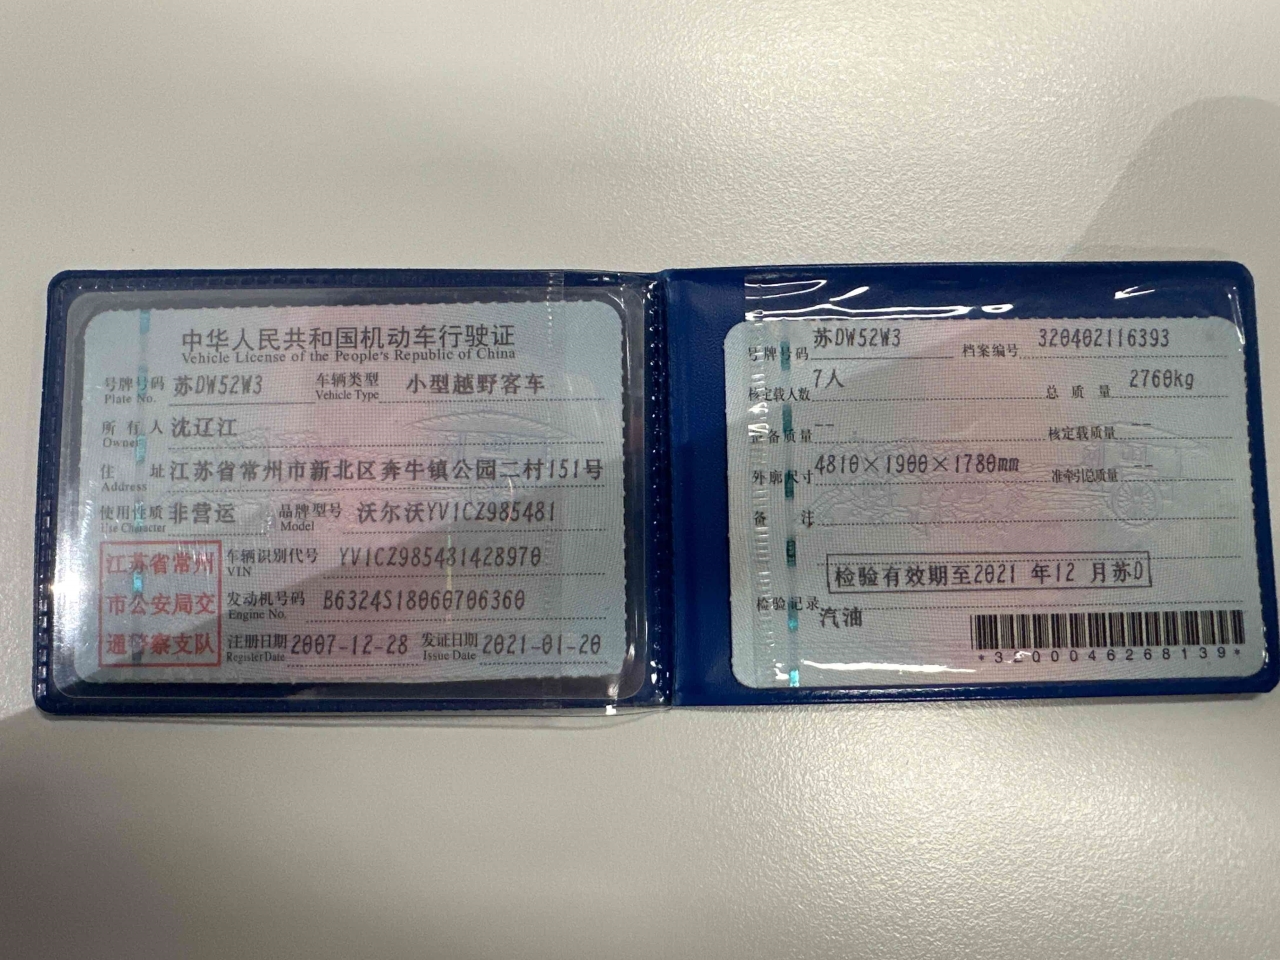 中华人民共和国机动车行驶证
Vehicle License of the People's Republic of China
号牌号码 苏DW52W3 车辆类型 小型越野客车
Plate No. Vehicle Type
所有人 沈辽江
Owner
住址 江苏省常州市新北区奔牛镇公园二村151号
Address
使用性质 非营运 品牌型号 沃尔沃YV1CZ985481
Use Character Model
江苏省常州
市公安局交
通警察支队
车辆识别代号 YV1CZ985481428970
VIN
发动机号码 B6324S18060706360
Engine No.
注册日期 2007-12-28 发证日期 2021-01-20
Register Date Issue Date
号牌号码 苏DW52W3 档案编号 320402116393
核定载人数 7人 总质量 2760kg
整备质量 -- 核定载质量 --
外廓尺寸 4810×1900×1780mm 准牵引总质量 --
备注
检验有效期至2021 年12 月苏D
检验记录
汽油
*3200046268139*